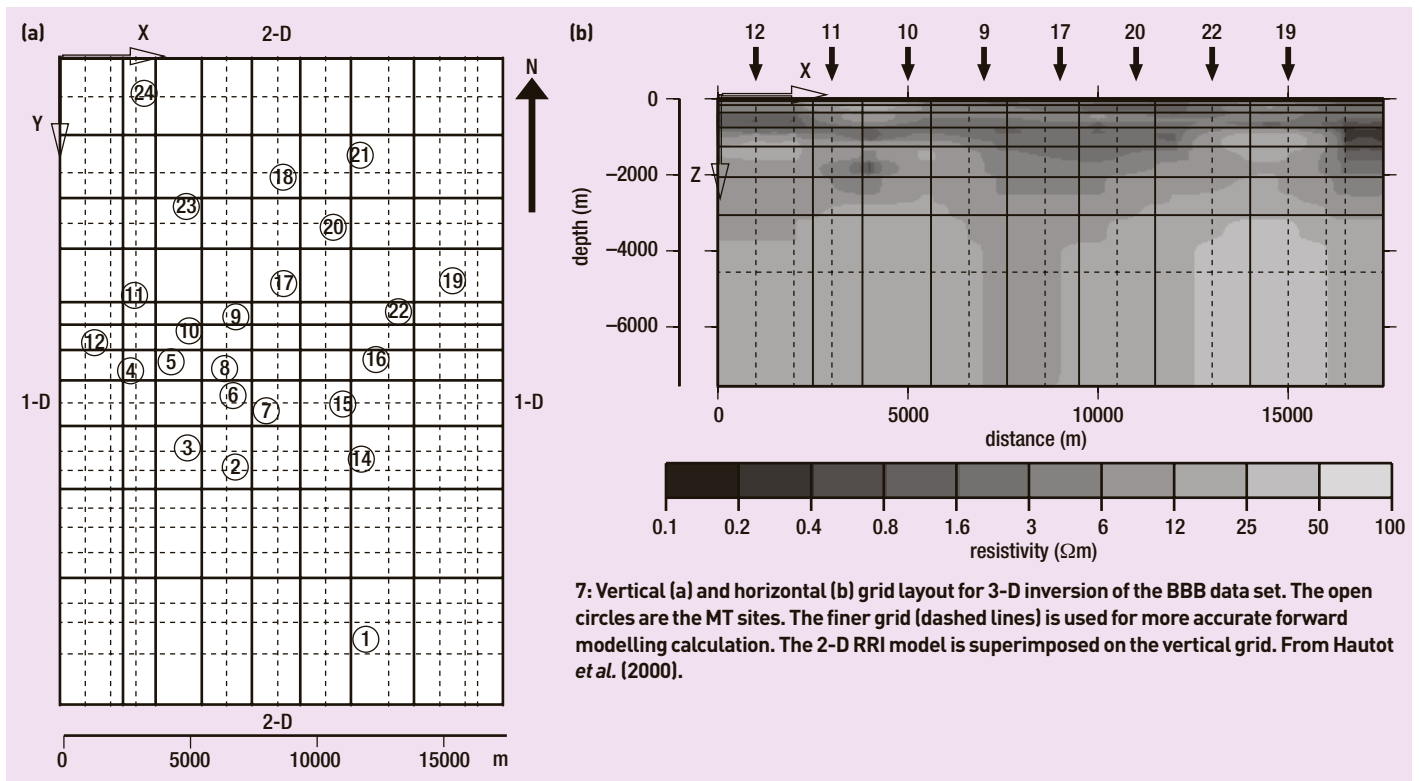 (a)
X
2-D
N
Y
24
21
18
23
20
17
19
11
22
9
10
12
16
5
8
4
6
1-D
1-D
15
7
3
14
2
1
2-D
0 5000 10000 15000 m
(b)
12 11 10 9 17 20 22 19
X
0
Z
–2000
–4000
–6000
depth (m)
0 5000 10000 15000
distance (m)
0.1 0.2 0.4 0.8 1.6 3 6 12 25 50 100
resistivity (Ωm)
7: Vertical (a) and horizontal (b) grid layout for 3-D inversion of the BBB data set. The open
circles are the MT sites. The finer grid (dashed lines) is used for more accurate forward
modelling calculation. The 2-D RRI model is superimposed on the vertical grid. From Hautot
et al. (2000).